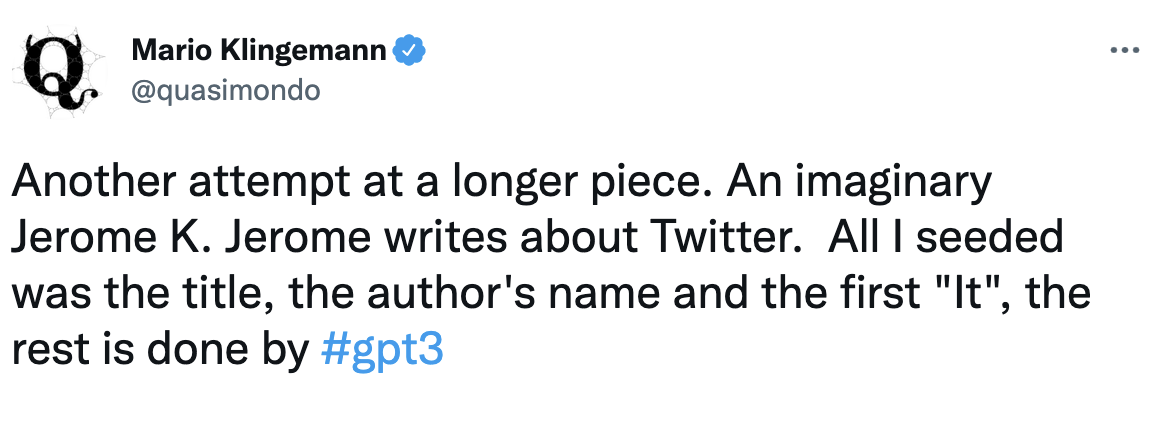 Mario Klingemann
@quasimondo
Another attempt at a longer piece. An imaginary
Jerome K. Jerome writes about Twitter.  All I seeded
was the title, the author's name and the first "It", the
rest is done by #gpt3